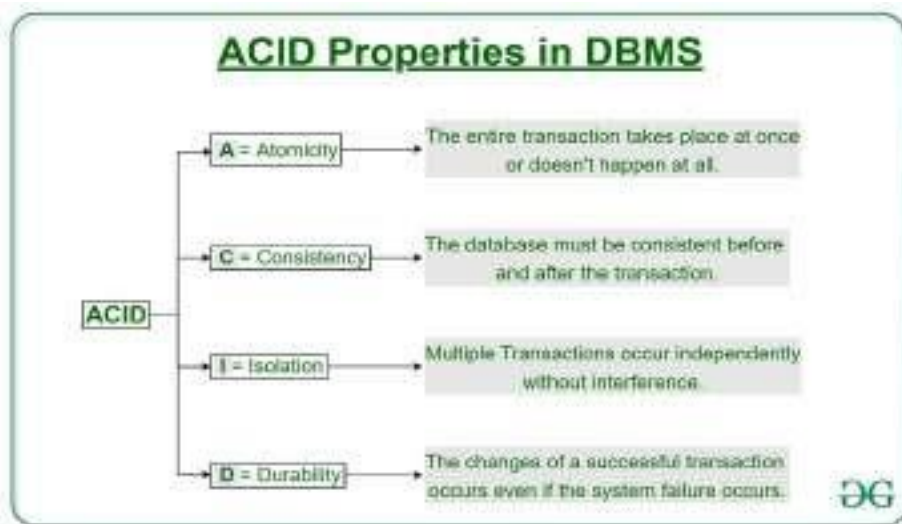 ACID Properties in DBMS
A = Atomicity
The entire transaction takes place at once
or doesn't happen at all.
C = Consistency
The database must be consistent before
and after the transaction.
ACID
I = Isolation
Multiple Transactions occur independently
without interference.
D = Durability
The changes of a successful transaction
occurs even if the system failure occurs.